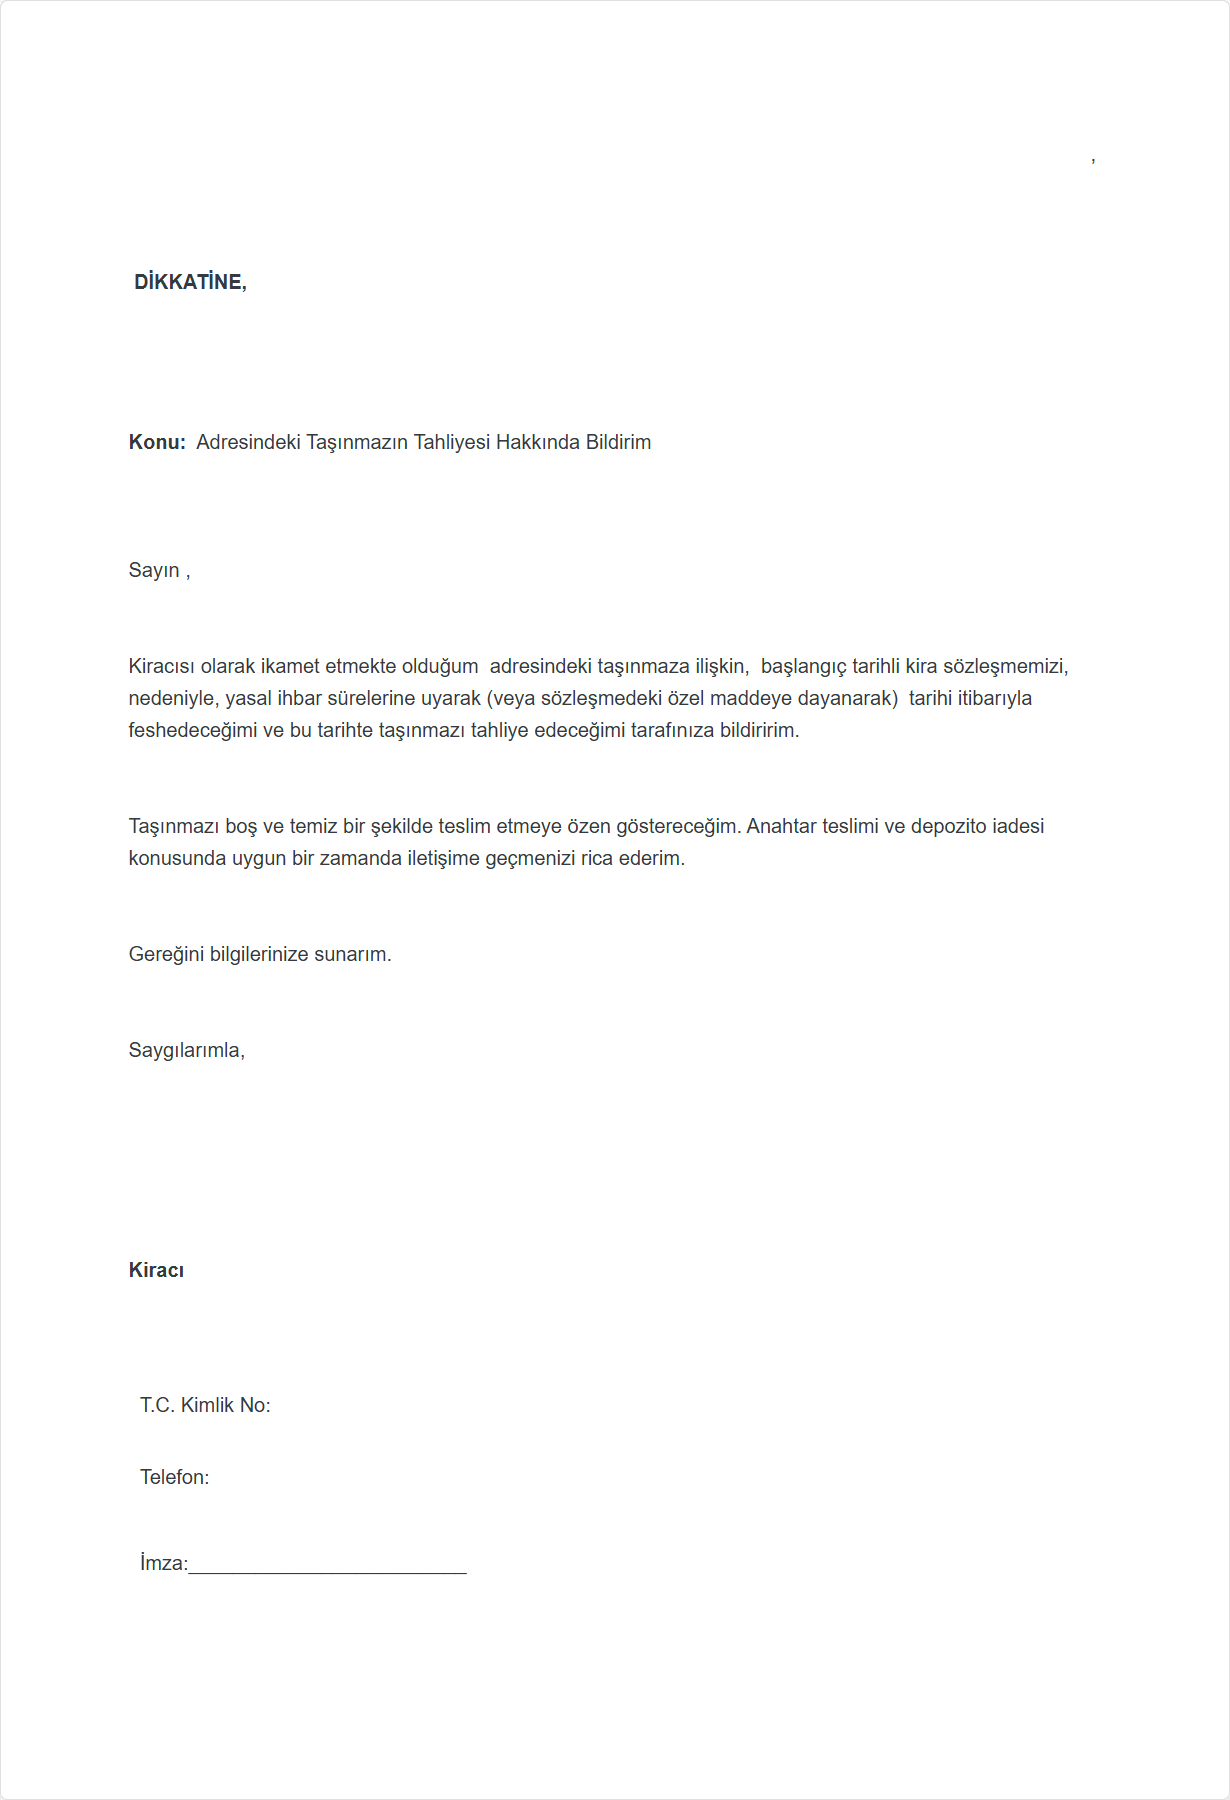 ,
DİKKATİNE,
Konu: Adresindeki Taşınmazın Tahliyesi Hakkında Bildirim
Sayın ,
Kiracısı olarak ikamet etmekte olduğum adresindeki taşınmaza ilişkin, başlangıç tarihli kira sözleşmemizi,
nedeniyle, yasal ihbar sürelerine uyarak (veya sözleşmedeki özel maddeye dayanarak) tarihi itibarıyla
feshedeceğimi ve bu tarihte taşınmazı tahliye edeceğimi tarafınıza bildiririm.
Taşınmazı boş ve temiz bir şekilde teslim etmeye özen göstereceğim. Anahtar teslimi ve depozito iadesi
konusunda uygun bir zamanda iletişime geçmenizi rica ederim.
Gereğini bilgilerinize sunarım.
Saygılarımla,
Kiracı
T.C. Kimlik No:
Telefon:
İmza:_________________________